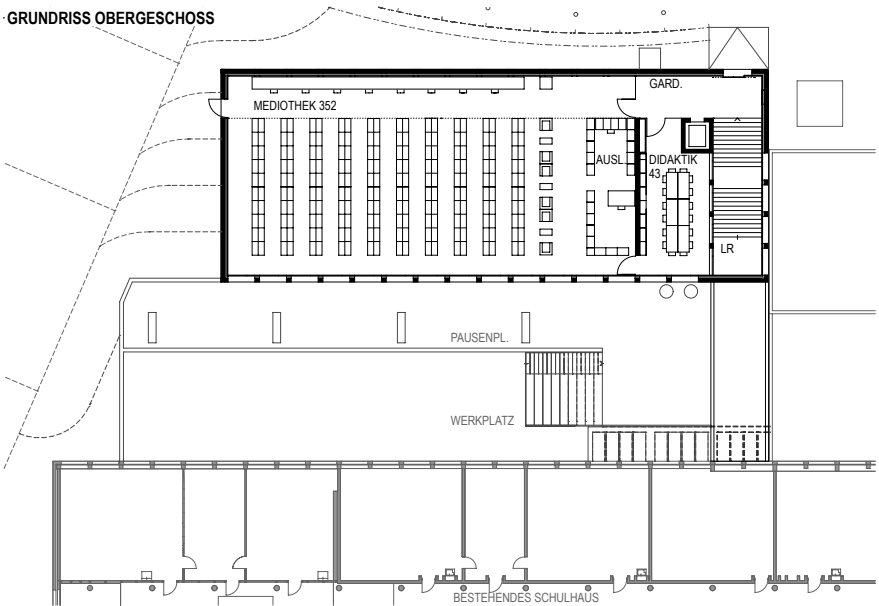 GRUNDRISS OBERGESCHOSS
GARD.
MEDIOTHEK 352
AUSL.
DIDAKTIK
43
LR
PAUSENPL.
WERKPLATZ
BESTEHENDES SCHULHAUS